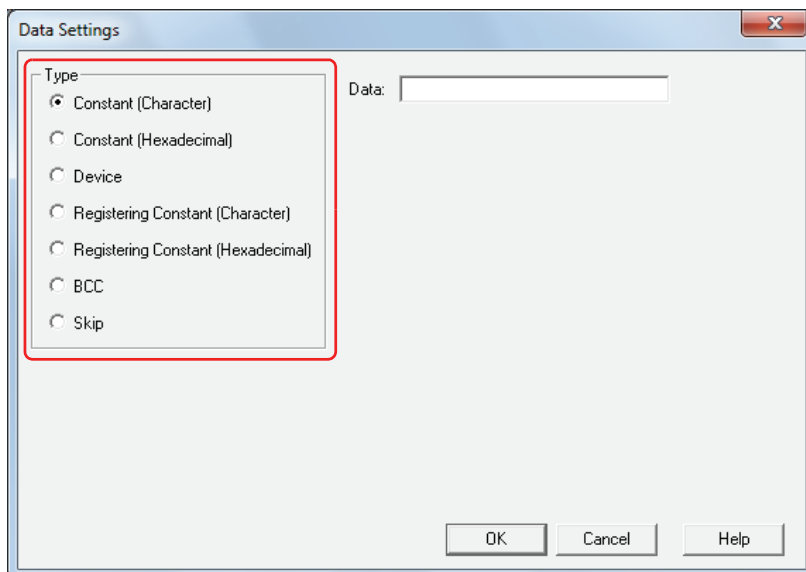 Data Settings
Type
Constant (Character)
Data:
Constant (Hexadecimal)
Device
Registering Constant (Character)
Registering Constant (Hexadecimal)
BCC
Skip
OK Cancel Help